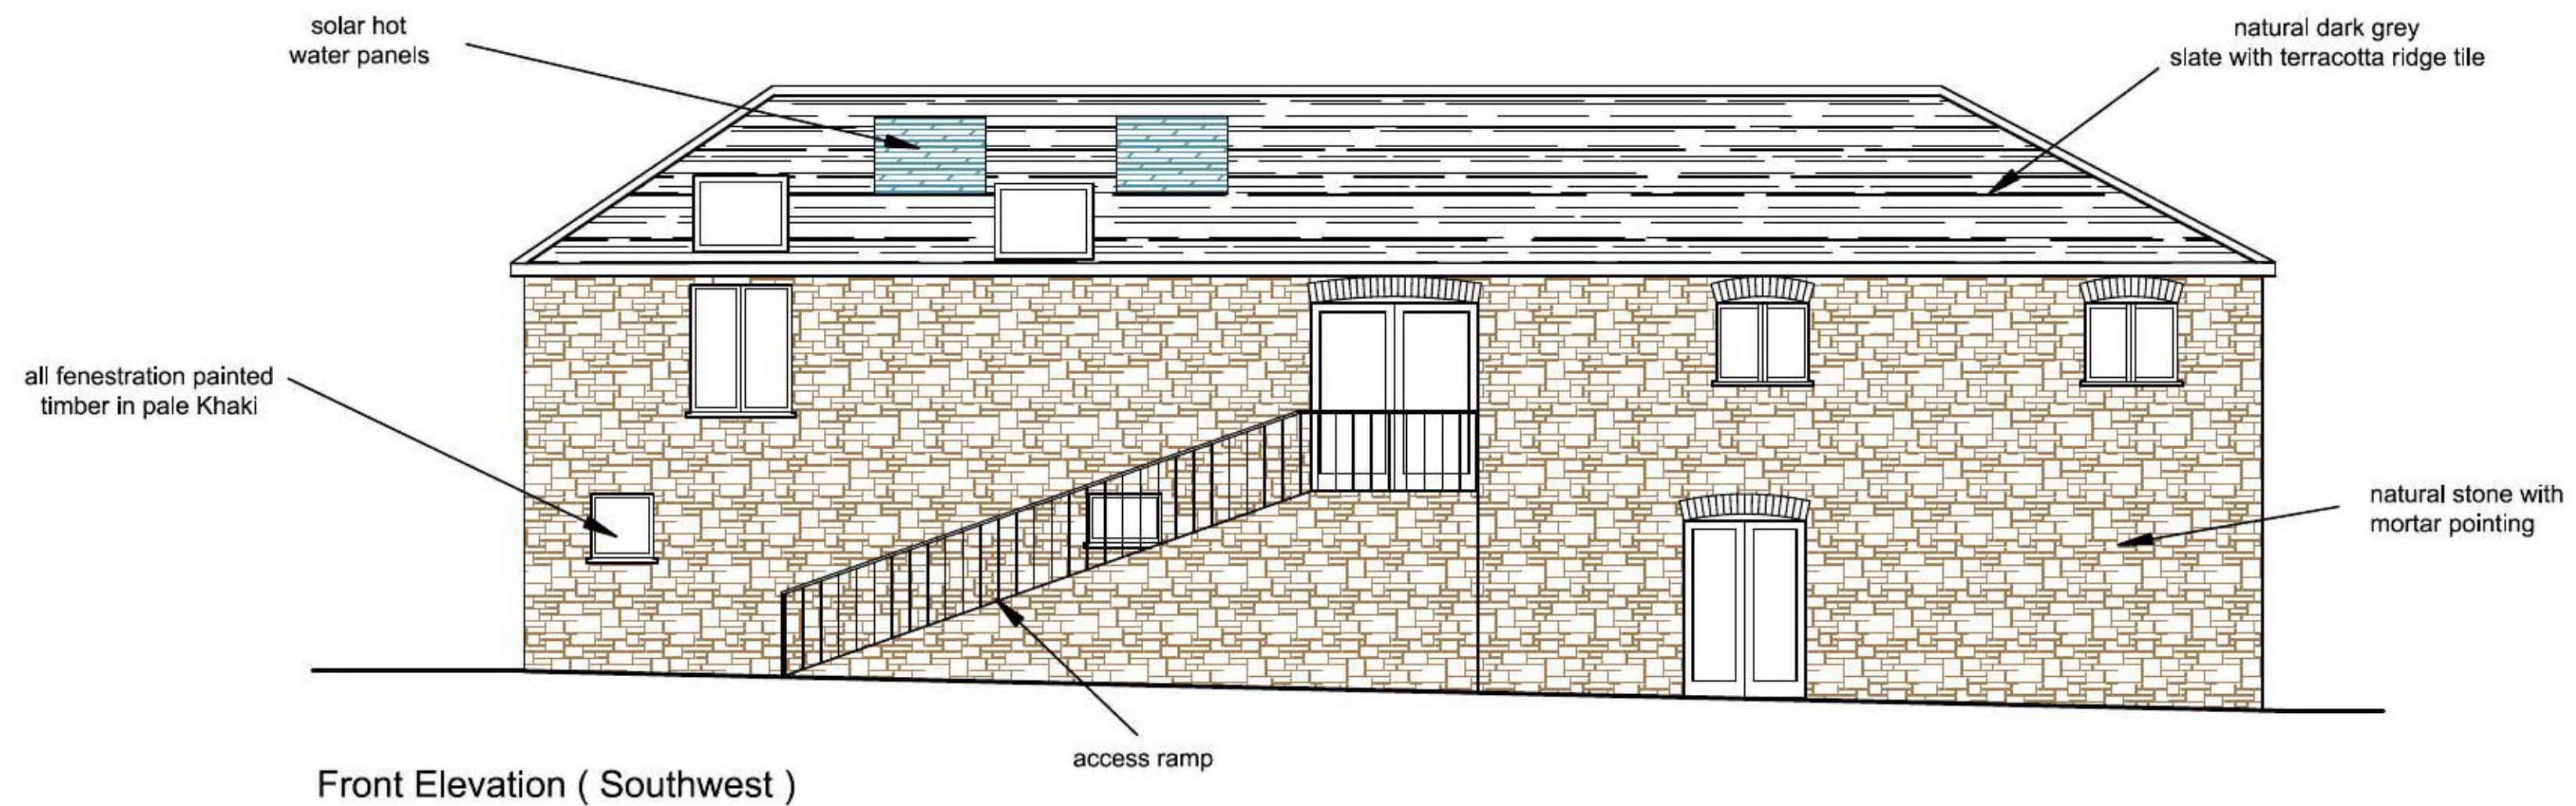 solar hot
water panels
natural dark grey
slate with terracotta ridge tile
all fenestration painted
timber in pale Khaki
natural stone with
mortar pointing
access ramp
Front Elevation ( Southwest )